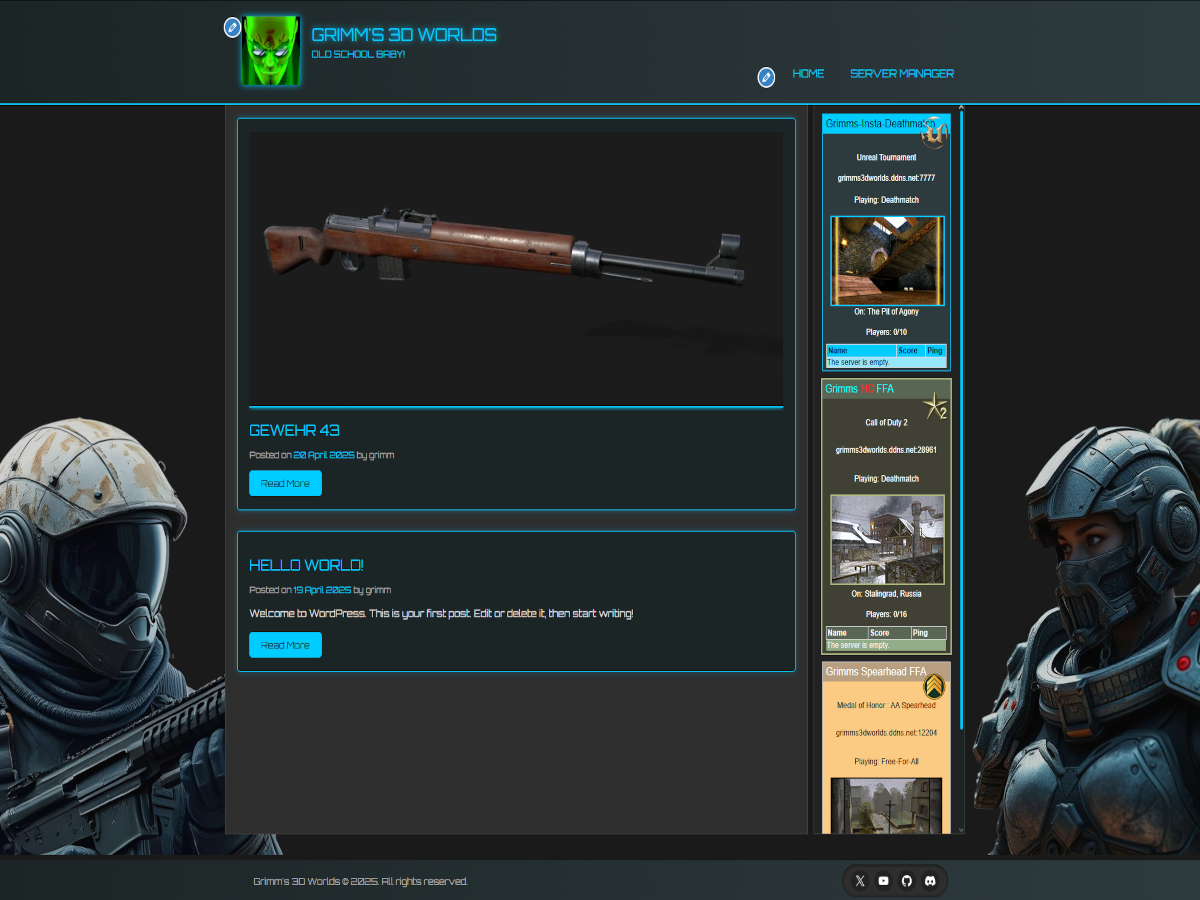 GRIMM'S 3D WORLDS
OLD SCHOOL BABY!
HOME
SERVER MANAGER
GEWEHR 43
Posted on 20 April 2025 by grimm
Read More
HELLO WORLD!
Posted on 19 April 2025 by grimm
Welcome to WordPress. This is your first post. Edit or delete it, then start writing!
Read More
Grimms-Insta-Deathmatch
Unreal Tournament
grimms3dworlds.ddns.net:7777
Playing: Deathmatch
On: The Pit of Agony
Players: 0/10
Name Score Ping
The server is empty.
Grimms HC FFA
2
Call of Duty 2
grimms3dworlds.ddns.net:28961
Playing: Deathmatch
On: Stalingrad, Russia
Players: 0/16
Name Score Ping
The server is empty.
Grimms Spearhead FFA
Medal of Honor : AA Spearhead
grimms3dworlds.ddns.net:12204
Playing: Free-For-All
Grimm's 3D Worlds © 2025. All rights reserved.